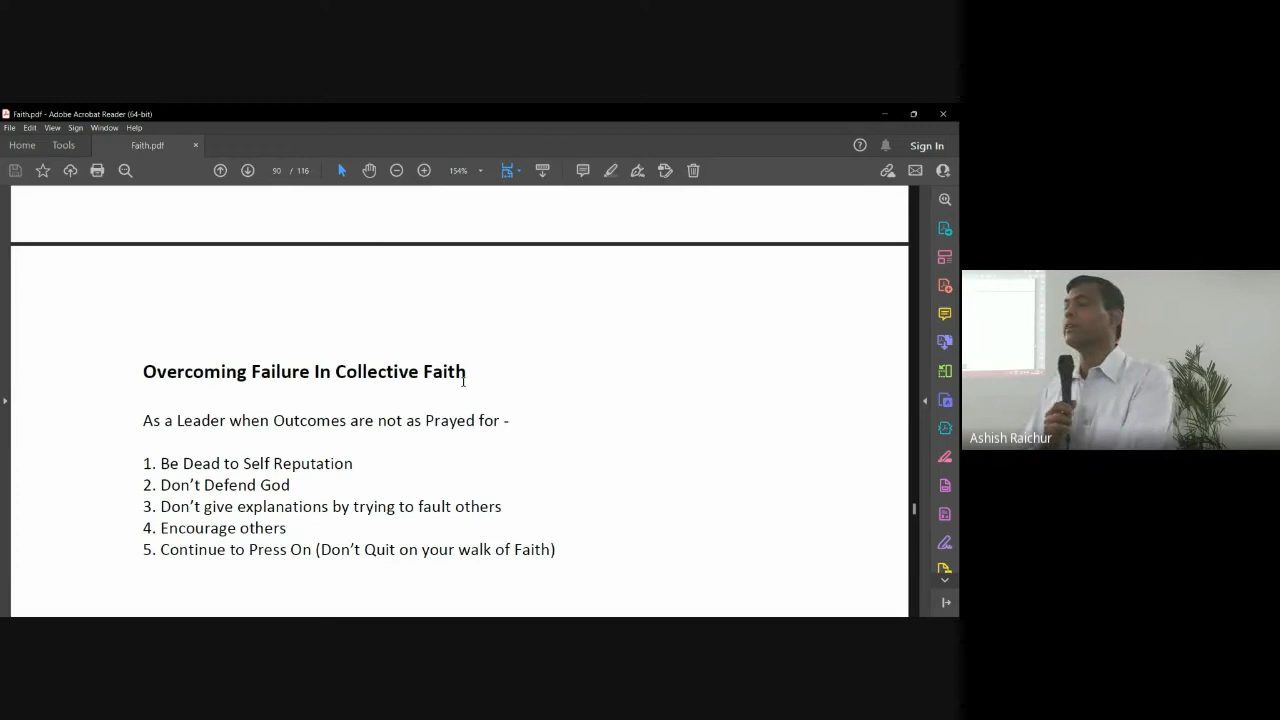 Faith.pdf - Adobe Acrobat Reader (64-bit)
File Edit View Sign Window Help
Home Tools Faith.pdf × Sign In
90 / 116 154%
Overcoming Failure In Collective Faith
As a Leader when Outcomes are not as Prayed for -
1. Be Dead to Self Reputation
2. Don’t Defend God
3. Don’t give explanations by trying to fault others
4. Encourage others
5. Continue to Press On (Don’t Quit on your walk of Faith)
Ashish Raichur